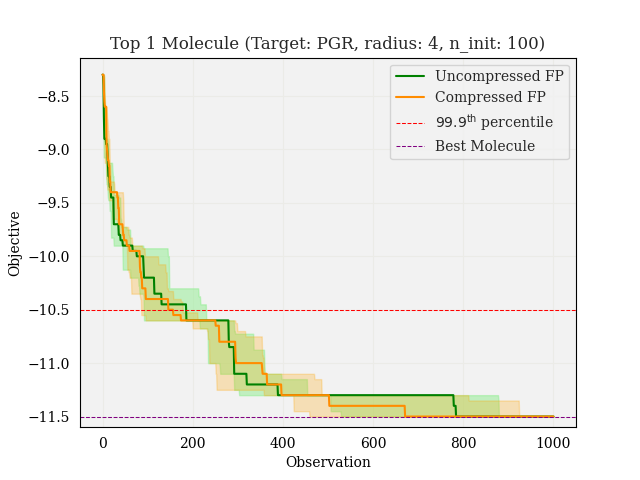 Top 1 Molecule (Target: PGR, radius: 4, n_init: 100)
Uncompressed FP
Compressed FP
99.9th percentile
Best Molecule
Objective
−8.5
−9.0
−9.5
−10.0
−10.5
−11.0
−11.5
0 200 400 600 800 1000
Observation